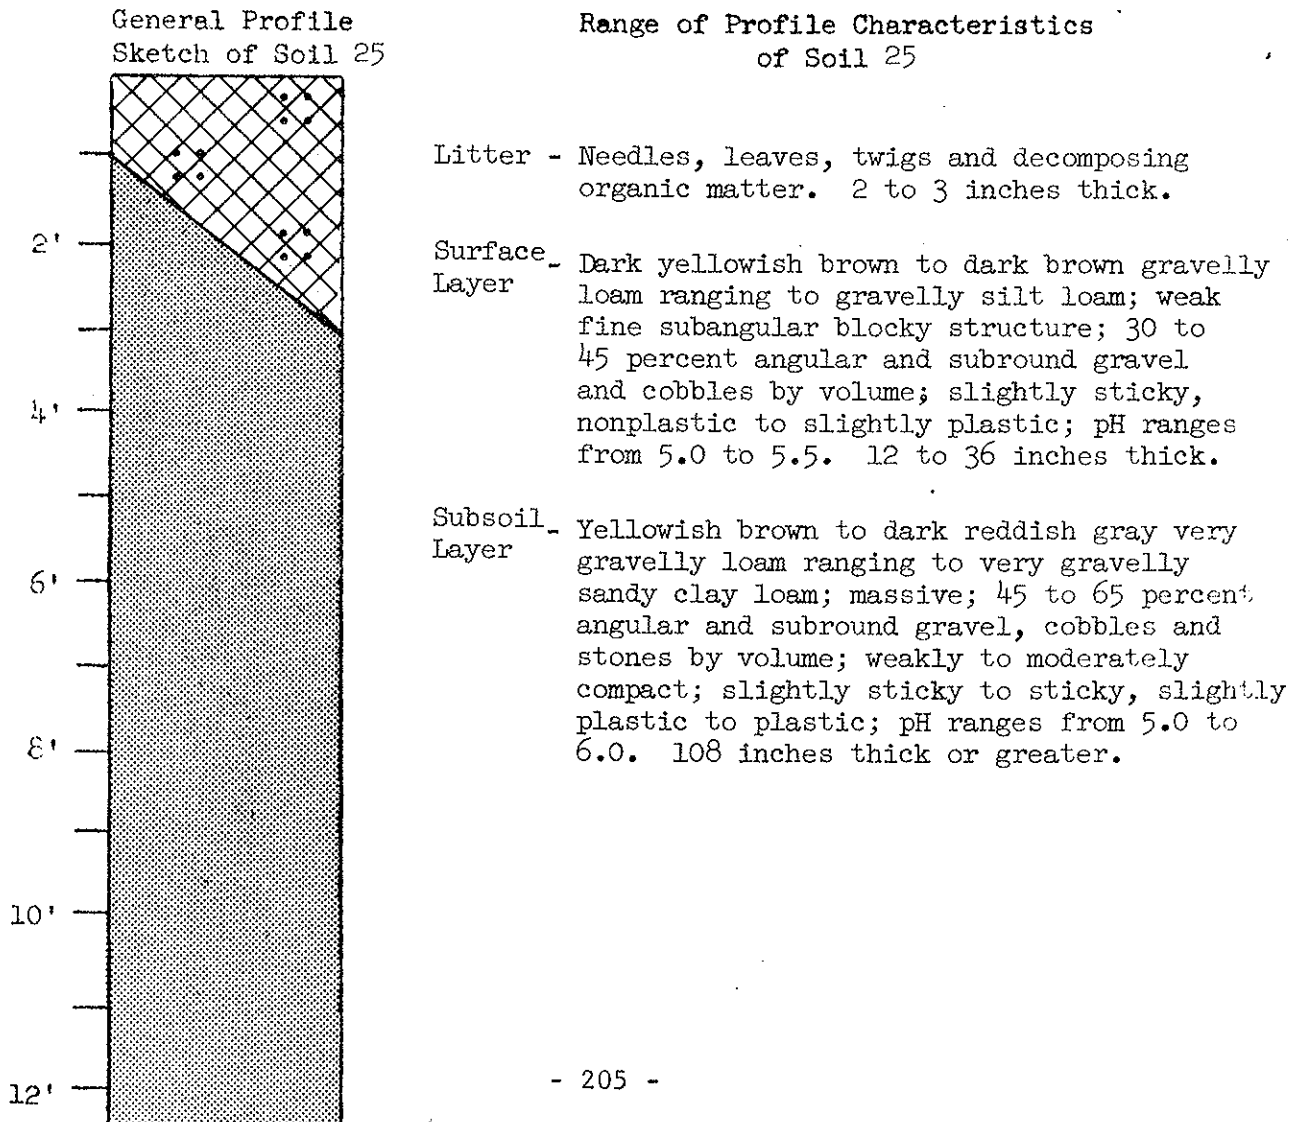 General Profile
Sketch of Soil 25
Range of Profile Characteristics
of Soil 25
Litter - Needles, leaves, twigs and decomposing
organic matter. 2 to 3 inches thick.
Surface Layer - Dark yellowish brown to dark brown gravelly
loam ranging to gravelly silt loam; weak
fine subangular blocky structure; 30 to
45 percent angular and subround gravel
and cobbles by volume; slightly sticky,
nonplastic to slightly plastic; pH ranges
from 5.0 to 5.5. 12 to 36 inches thick.
Subsoil Layer - Yellowish brown to dark reddish gray very
gravelly loam ranging to very gravelly
sandy clay loam; massive; 45 to 65 percent
angular and subround gravel, cobbles and
stones by volume; weakly to moderately
compact; slightly sticky to sticky, slightly
plastic to plastic; pH ranges from 5.0 to
6.0. 108 inches thick or greater.
2'
4'
6'
8'
10'
12'
- 205 -